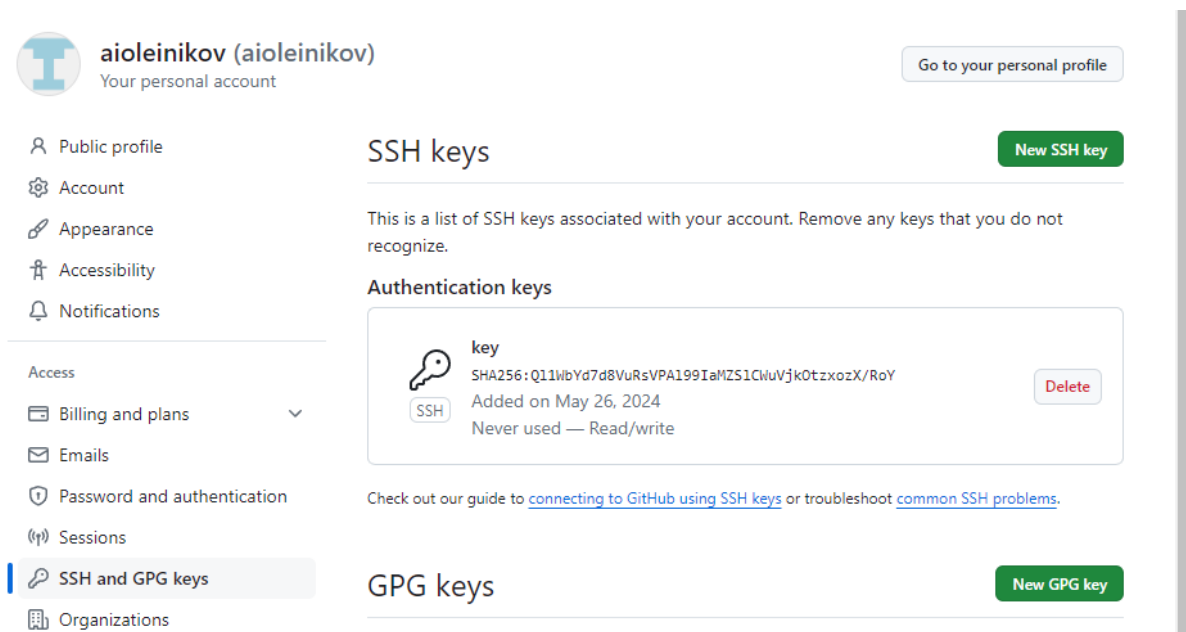 aioleinikov (aioleinikov)
Your personal account
Go to your personal profile
Public profile
Account
Appearance
Accessibility
Notifications
Access
Billing and plans
Emails
Password and authentication
Sessions
SSH and GPG keys
Organizations
SSH keys
New SSH key
This is a list of SSH keys associated with your account. Remove any keys that you do not
recognize.
Authentication keys
key
SHA256:Ql1WbYd7d8VuRsVPAl99IaMZSlCWuVjkOtzxozX/RoY
SSH
Added on May 26, 2024
Never used — Read/write
Delete
Check out our guide to connecting to GitHub using SSH keys or troubleshoot common SSH problems.
GPG keys
New GPG key